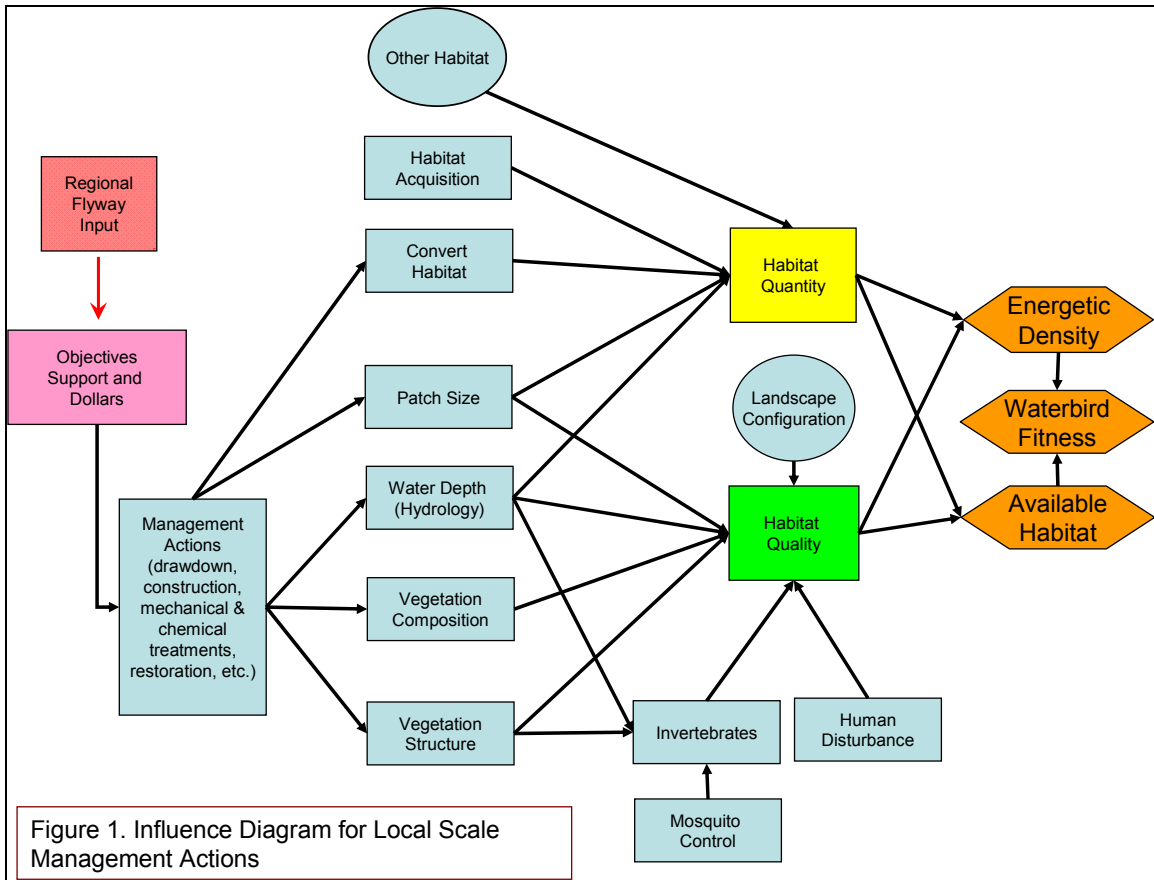 Other Habitat
Habitat
Acquisition
Regional
Flyway
Input
Convert
Habitat
Habitat
Quantity
Energetic
Density
Objectives
Support and
Dollars
Patch Size
Landscape
Configuration
Waterbird
Fitness
Water Depth
(Hydrology)
Management
Actions
(drawdown,
construction,
mechanical &
chemical
treatments,
restoration, etc.)
Habitat
Quality
Available
Habitat
Vegetation
Composition
Vegetation
Structure
Invertebrates
Human
Disturbance
Mosquito
Control
Figure 1. Influence Diagram for Local Scale
Management Actions